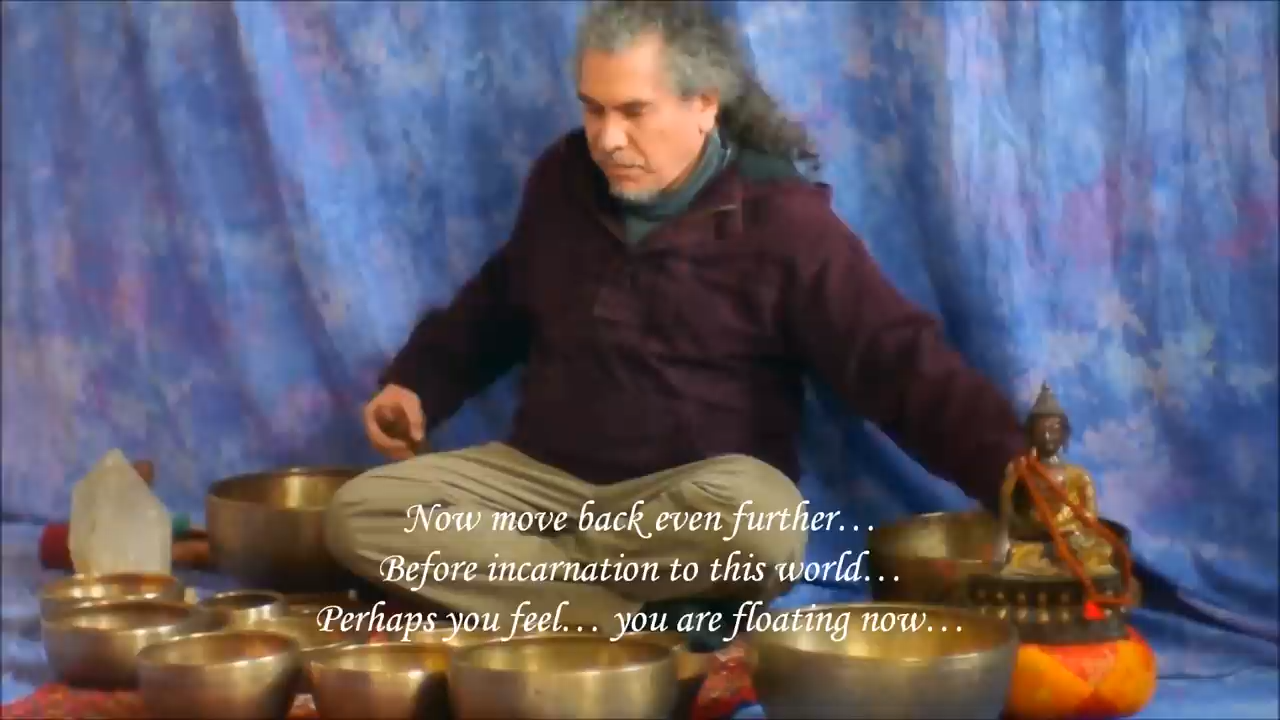 Now move back even further…
Before incarnation to this world…
Perhaps you feel… you are floating now…